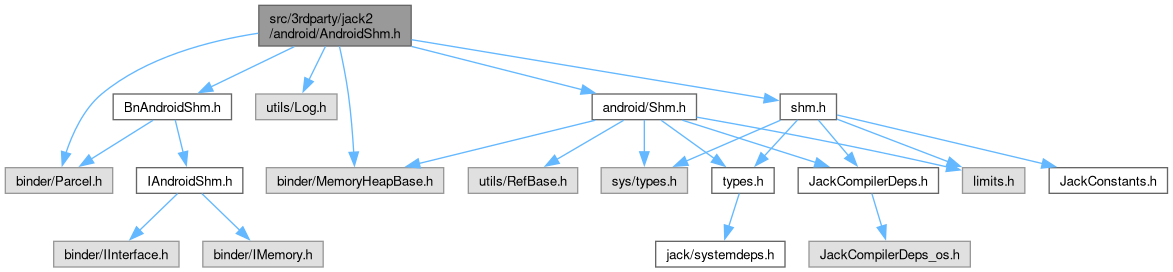 src/3rdparty/jack2
/android/AndroidShm.h
BnAndroidShm.h
utils/Log.h
android/Shm.h
shm.h
binder/Parcel.h
IAndroidShm.h
binder/MemoryHeapBase.h
utils/RefBase.h
sys/types.h
types.h
JackCompilerDeps.h
limits.h
JackConstants.h
binder/IInterface.h
binder/IMemory.h
jack/systemdeps.h
JackCompilerDeps_os.h